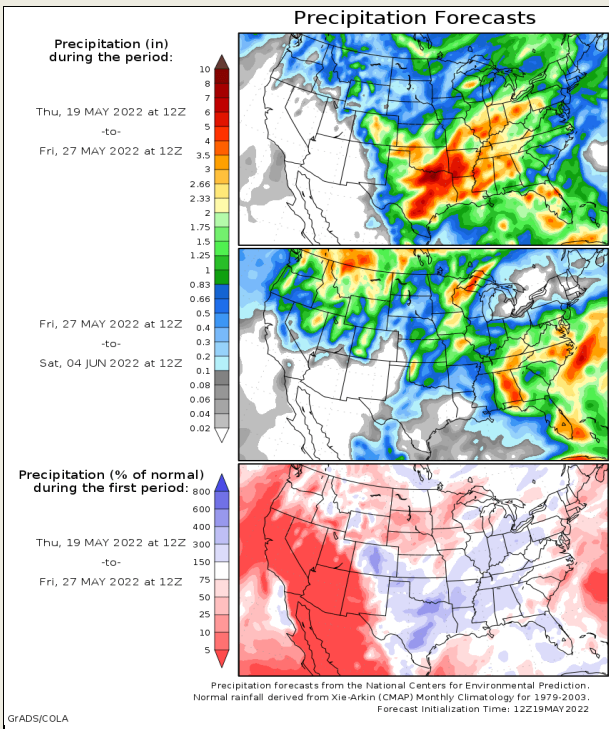 Precipitation Forecasts
Precipitation (in)
during the period:
Thu, 19 MAY 2022 at 12Z
-to-
Fri, 27 MAY 2022 at 12Z
10
8
7
6
5
4
3.5
3
2.66
2.33
2
1.75
1.5
1.25
1
0.83
0.66
0.5
0.4
0.3
0.2
0.1
0.08
0.06
0.04
0.02
Fri, 27 MAY 2022 at 12Z
-to-
Sat, 04 JUN 2022 at 12Z
Precipitation (% of normal)
during the first period:
Thu, 19 MAY 2022 at 12Z
-to-
Fri, 27 MAY 2022 at 12Z
800
600
400
300
150
75
50
25
10
5
Precipitation forecasts from the National Centers for Environmental Prediction.
Normal rainfall derived from Xie-Arkin (CMAP) Monthly Climatology for 1979-2003.
Forecast Initialization Time: 12Z19MAY2022
GrADS/COLA